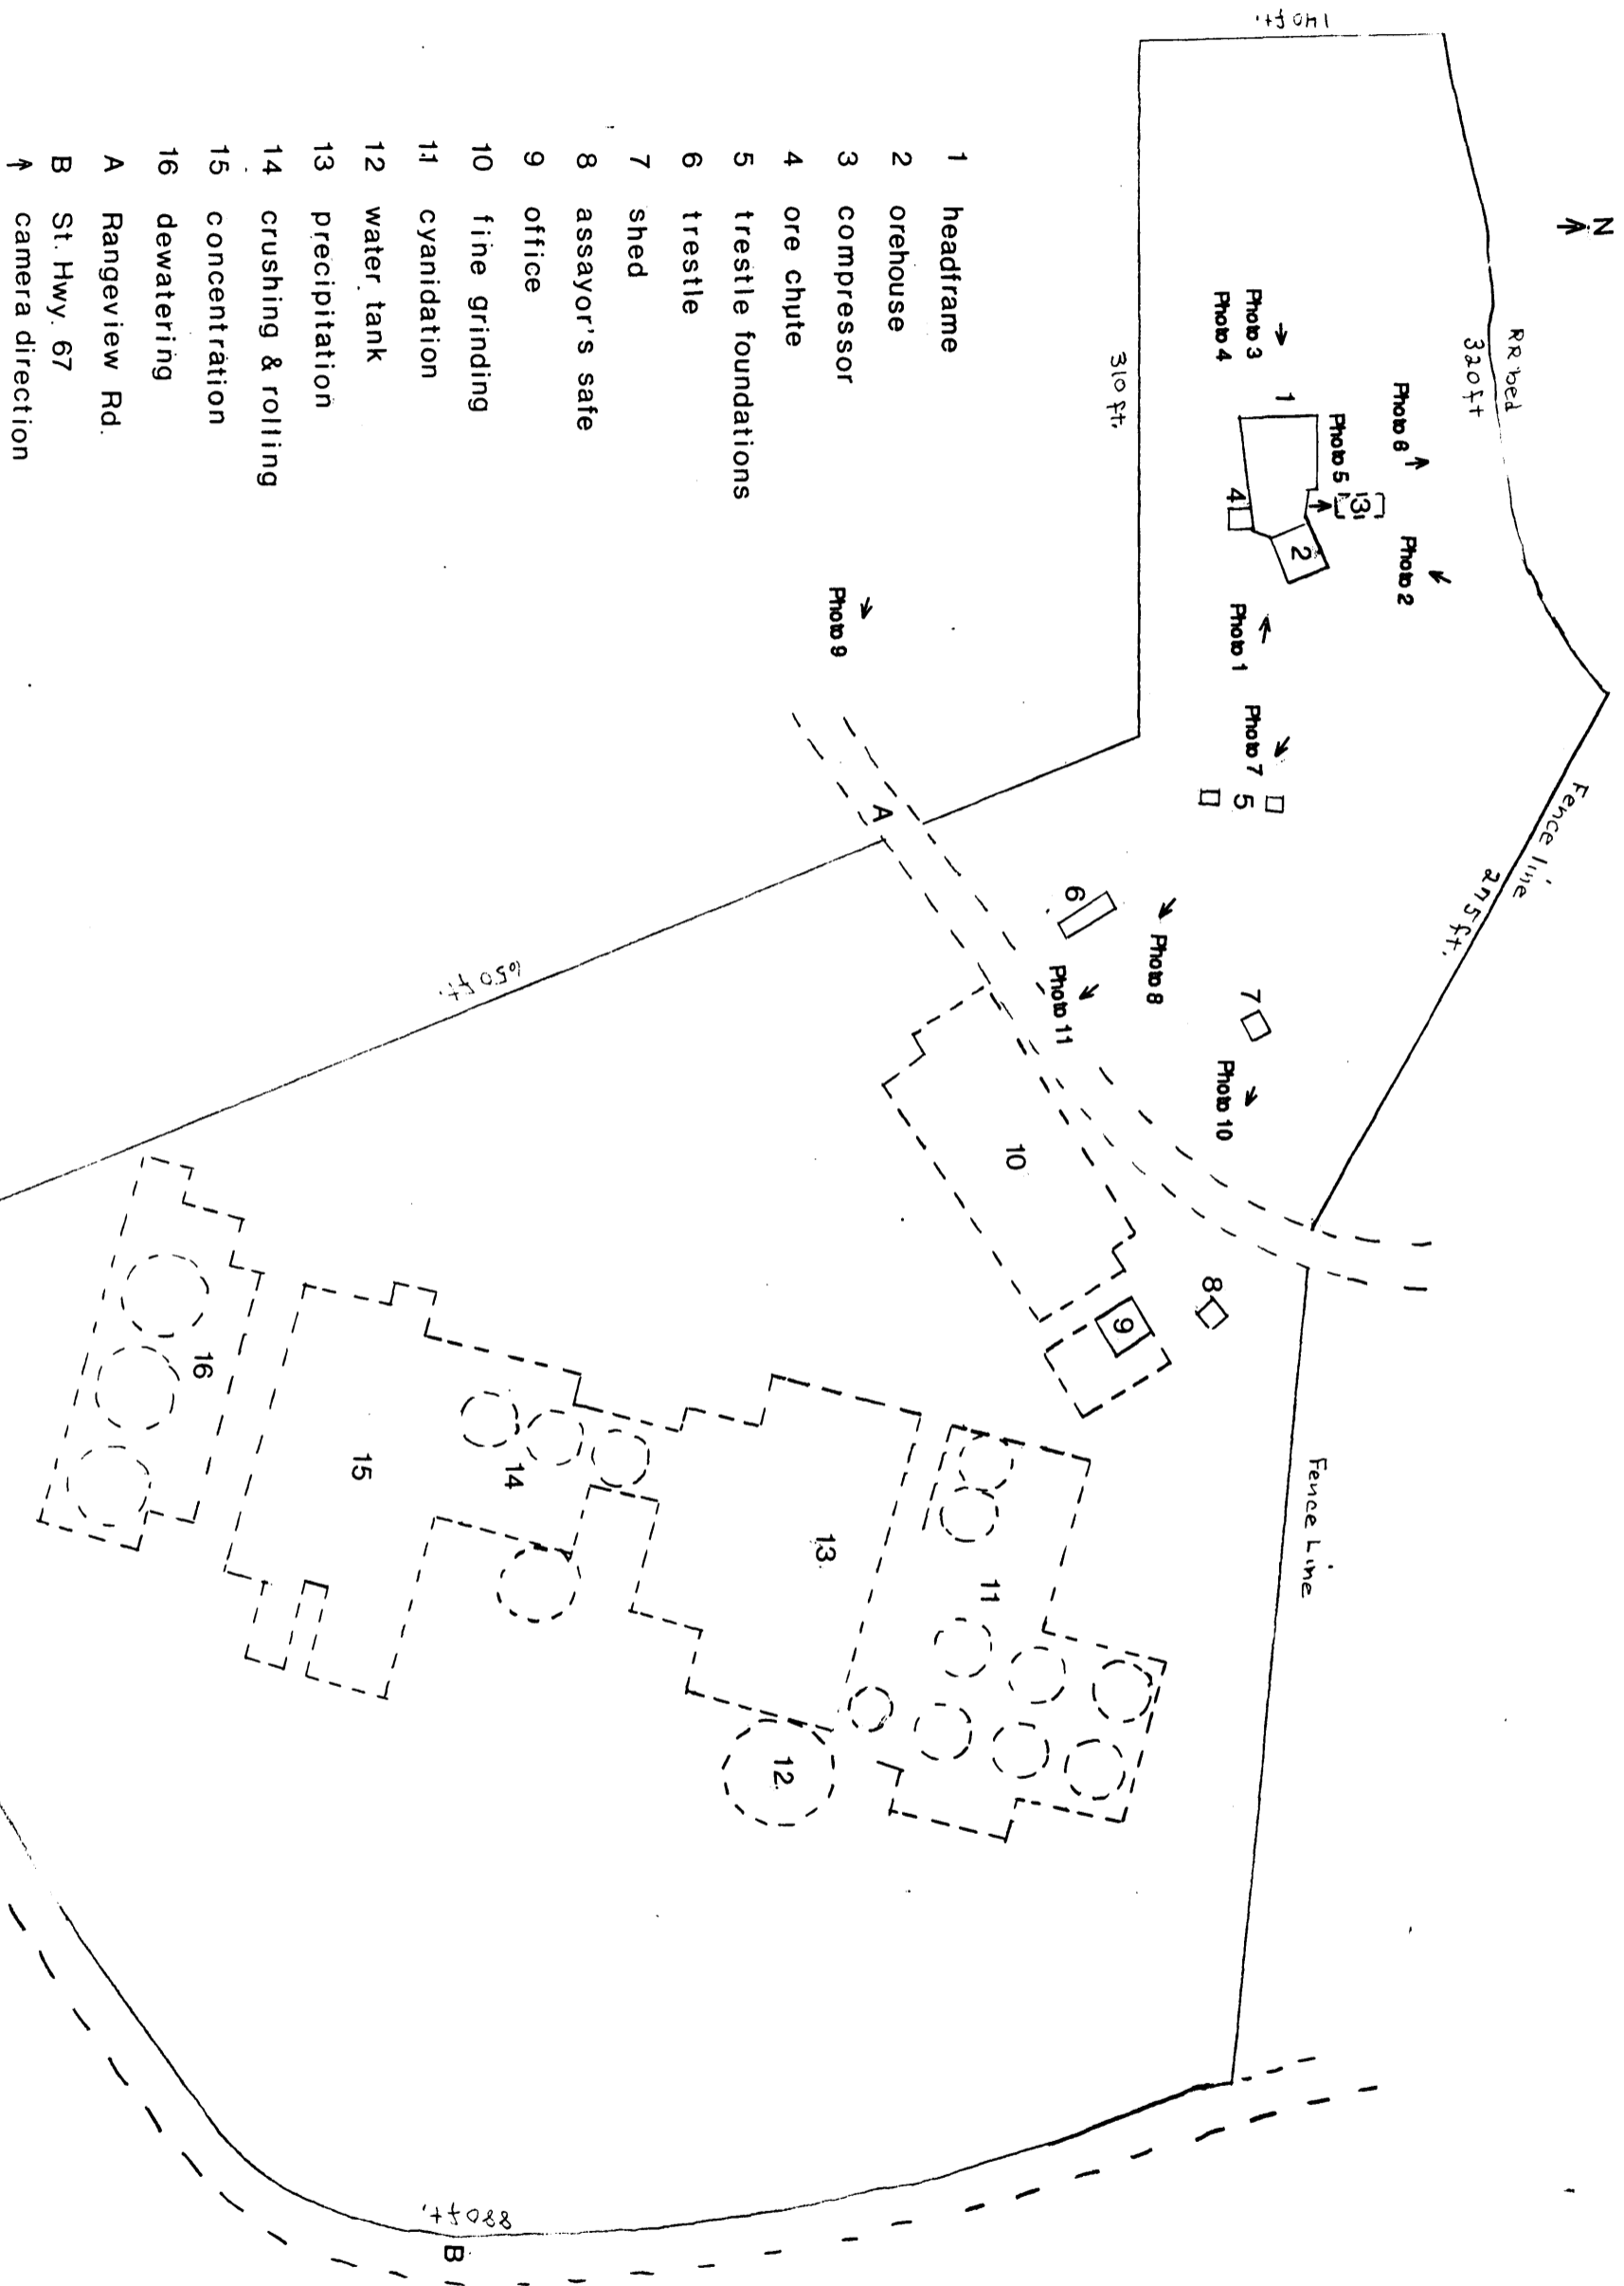 N
140 ft.
RR bed
320 ft
Fence line
275 ft.
Photo 6
Photo 2
Photo 3
Photo 4
1
Photo 5
3
4
2
Photo 1
Photo 7
5
310 ft.
Photo 9
A
6
Photo 8
Photo 11
7
Photo 10
8
9
10
Fence Line
650 ft.
11
12
13
14
15
16
880 ft.
B
1 headframe
2 orehouse
3 compressor
4 ore chute
5 trestle foundations
6 trestle
7 shed
8 assayor's safe
9 office
10 fine grinding
11 cyanidation
12 water tank
13 precipitation
14 crushing & rolling
15 concentration
16 dewatering
A Rangeview Rd.
B St. Hwy. 67
↑ camera direction